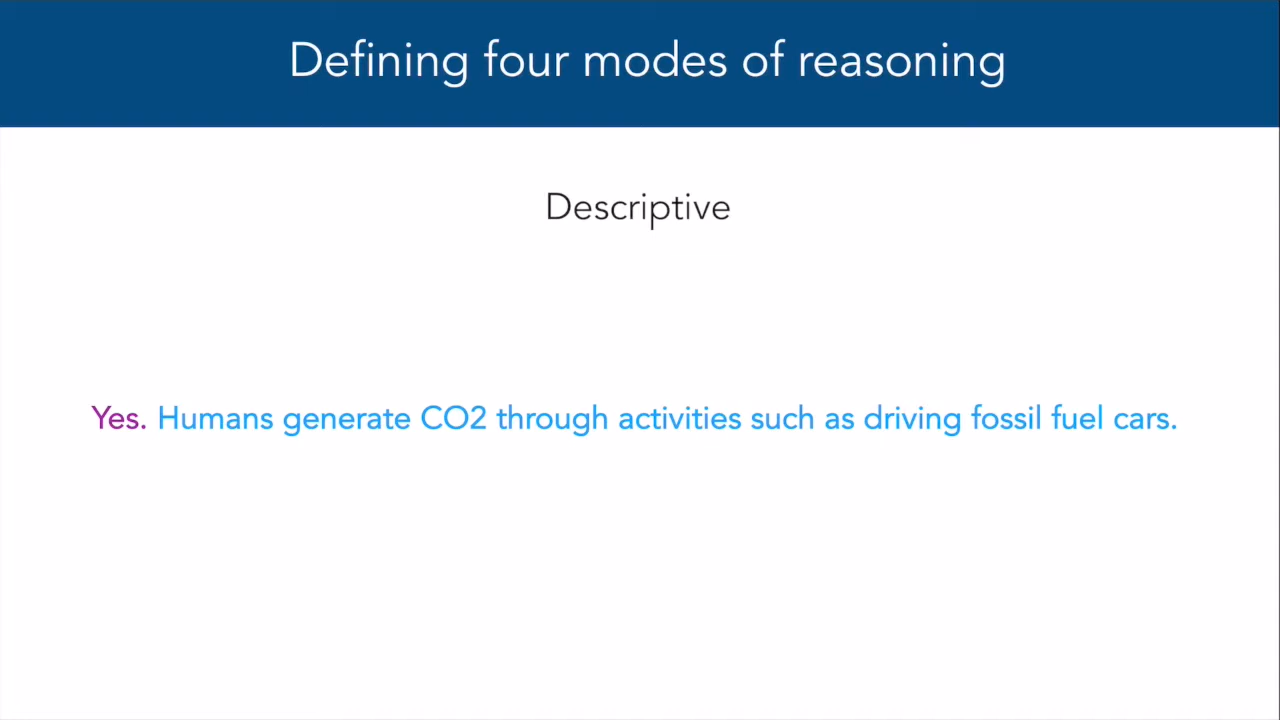 Defining four modes of reasoning
Descriptive
Yes. Humans generate CO2 through activities such as driving fossil fuel cars.